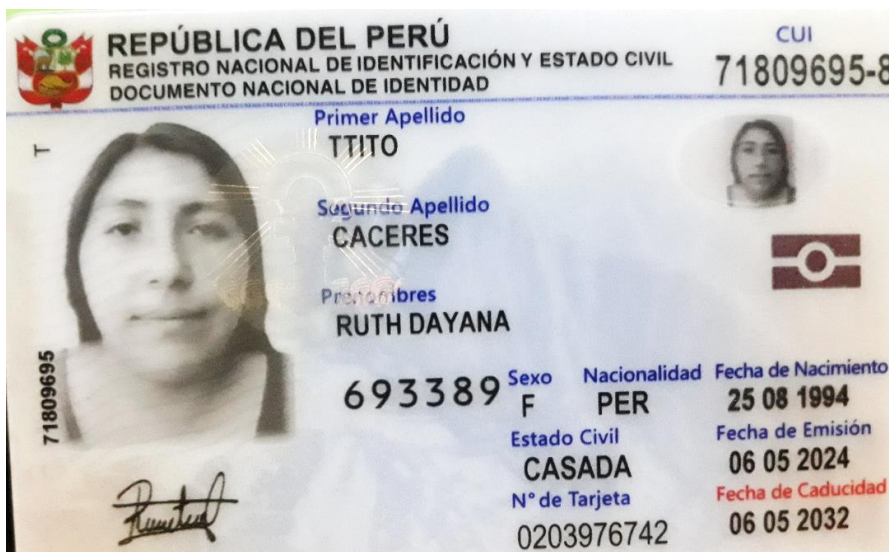 REPÚBLICA DEL PERÚ
REGISTRO NACIONAL DE IDENTIFICACIÓN Y ESTADO CIVIL
DOCUMENTO NACIONAL DE IDENTIDAD
CUI
71809695-8
T
Primer Apellido
TTITO
Segundo Apellido
CACERES
Prenombres
RUTH DAYANA
71809695
693389
Sexo Nacionalidad Fecha de Nacimiento
F PER 25 08 1994
Estado Civil Fecha de Emisión
CASADA 06 05 2024
N° de Tarjeta Fecha de Caducidad
0203976742 06 05 2032